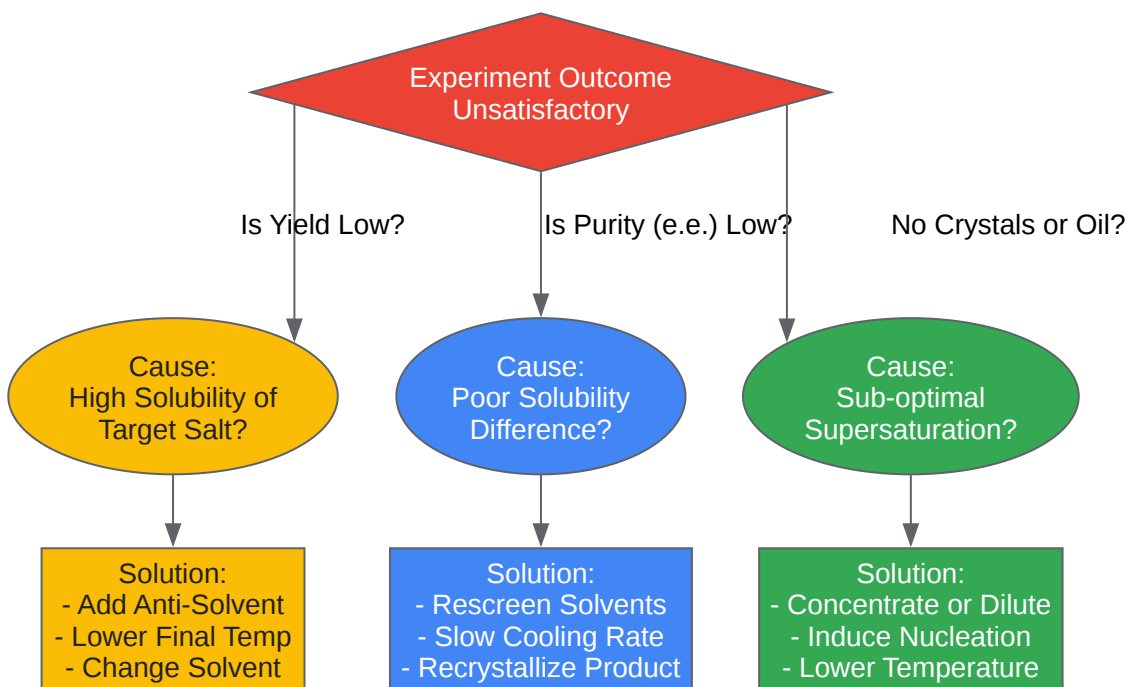 Experiment Outcome
Unsatisfactory
Is Yield Low?
Is Purity (e.e.) Low?
No Crystals or Oil?
Cause:
High Solubility of
Target Salt?
Cause:
Poor Solubility
Difference?
Cause:
Sub-optimal
Supersaturation?
Solution:
- Add Anti-Solvent
- Lower Final Temp
- Change Solvent
Solution:
- Rescreen Solvents
- Slow Cooling Rate
- Recrystallize Product
Solution:
- Concentrate or Dilute
- Induce Nucleation
- Lower Temperature